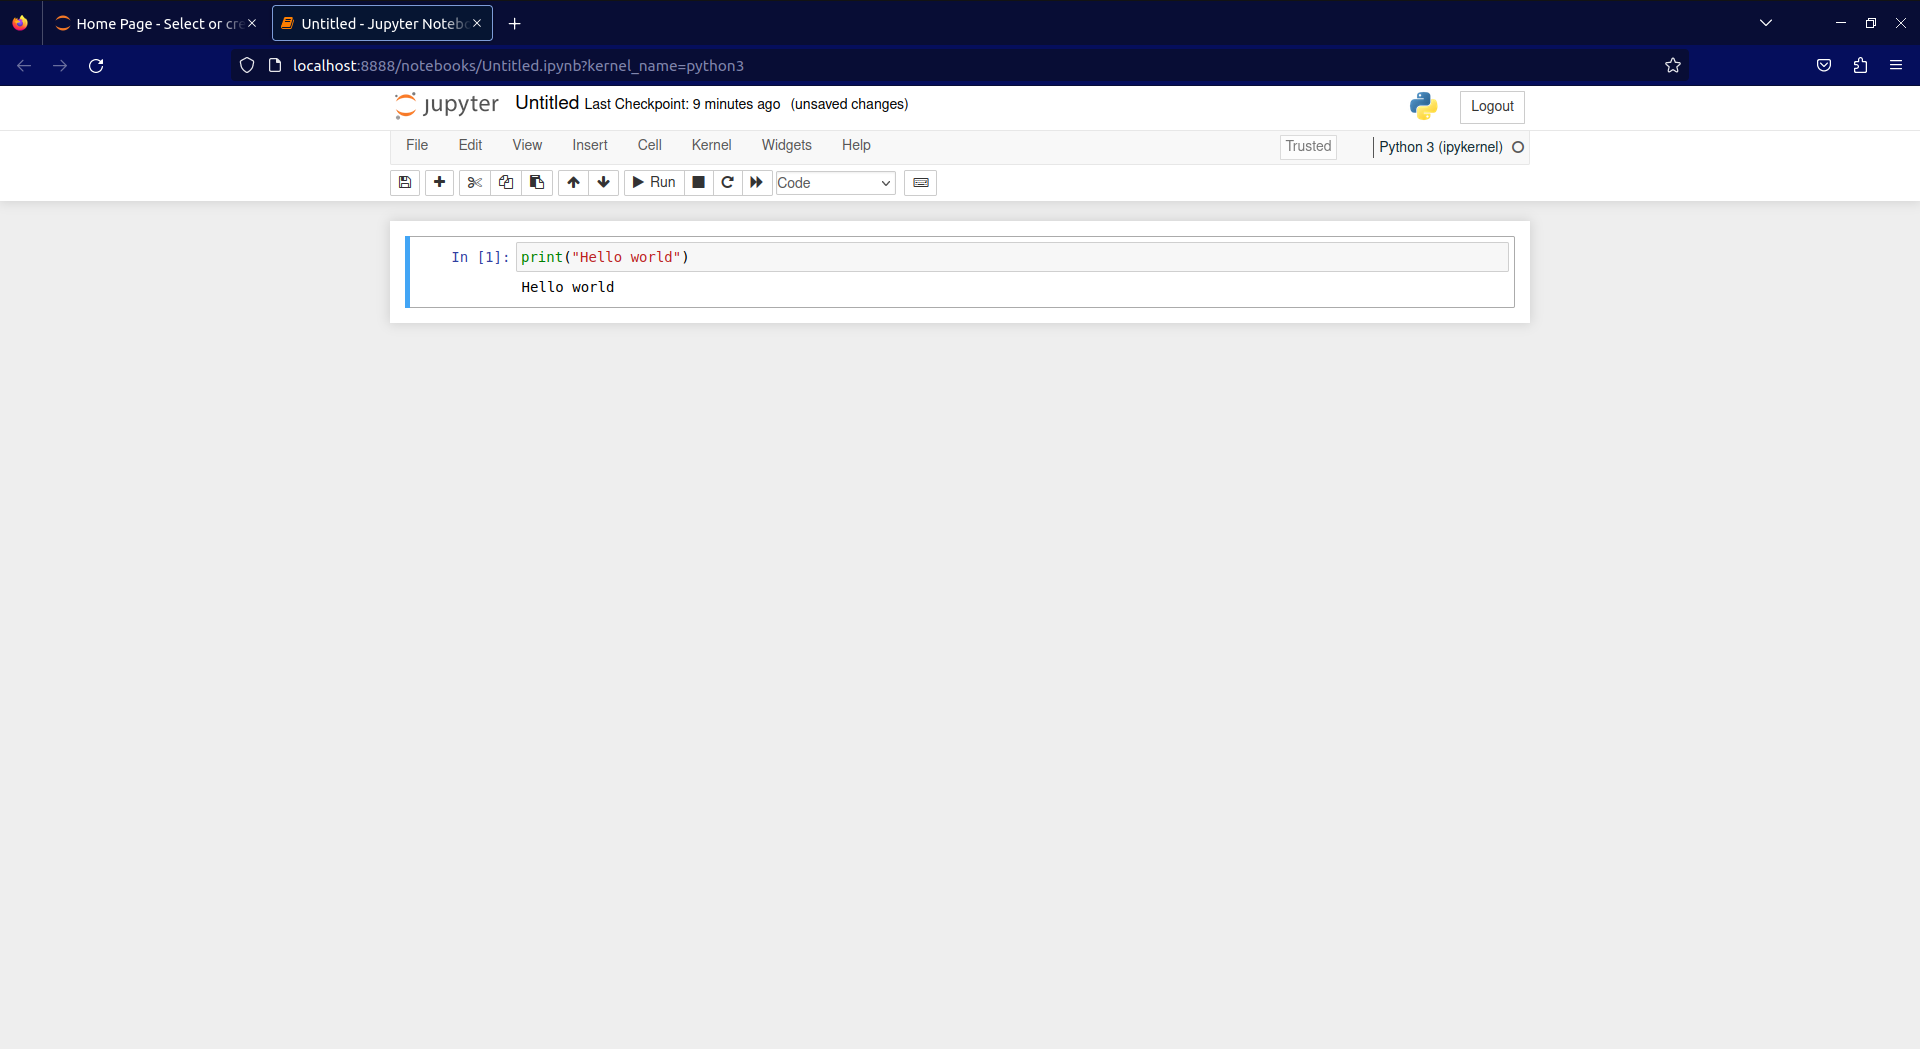 Home Page - Select or cre
Untitled - Jupyter Notebo
localhost:8888/notebooks/Untitled.ipynb?kernel_name=python3
jupyter Untitled Last Checkpoint: 9 minutes ago (unsaved changes) Logout
File Edit View Insert Cell Kernel Widgets Help Trusted Python 3 (ipykernel)
Run Code
In [1]: print("Hello world")
Hello world